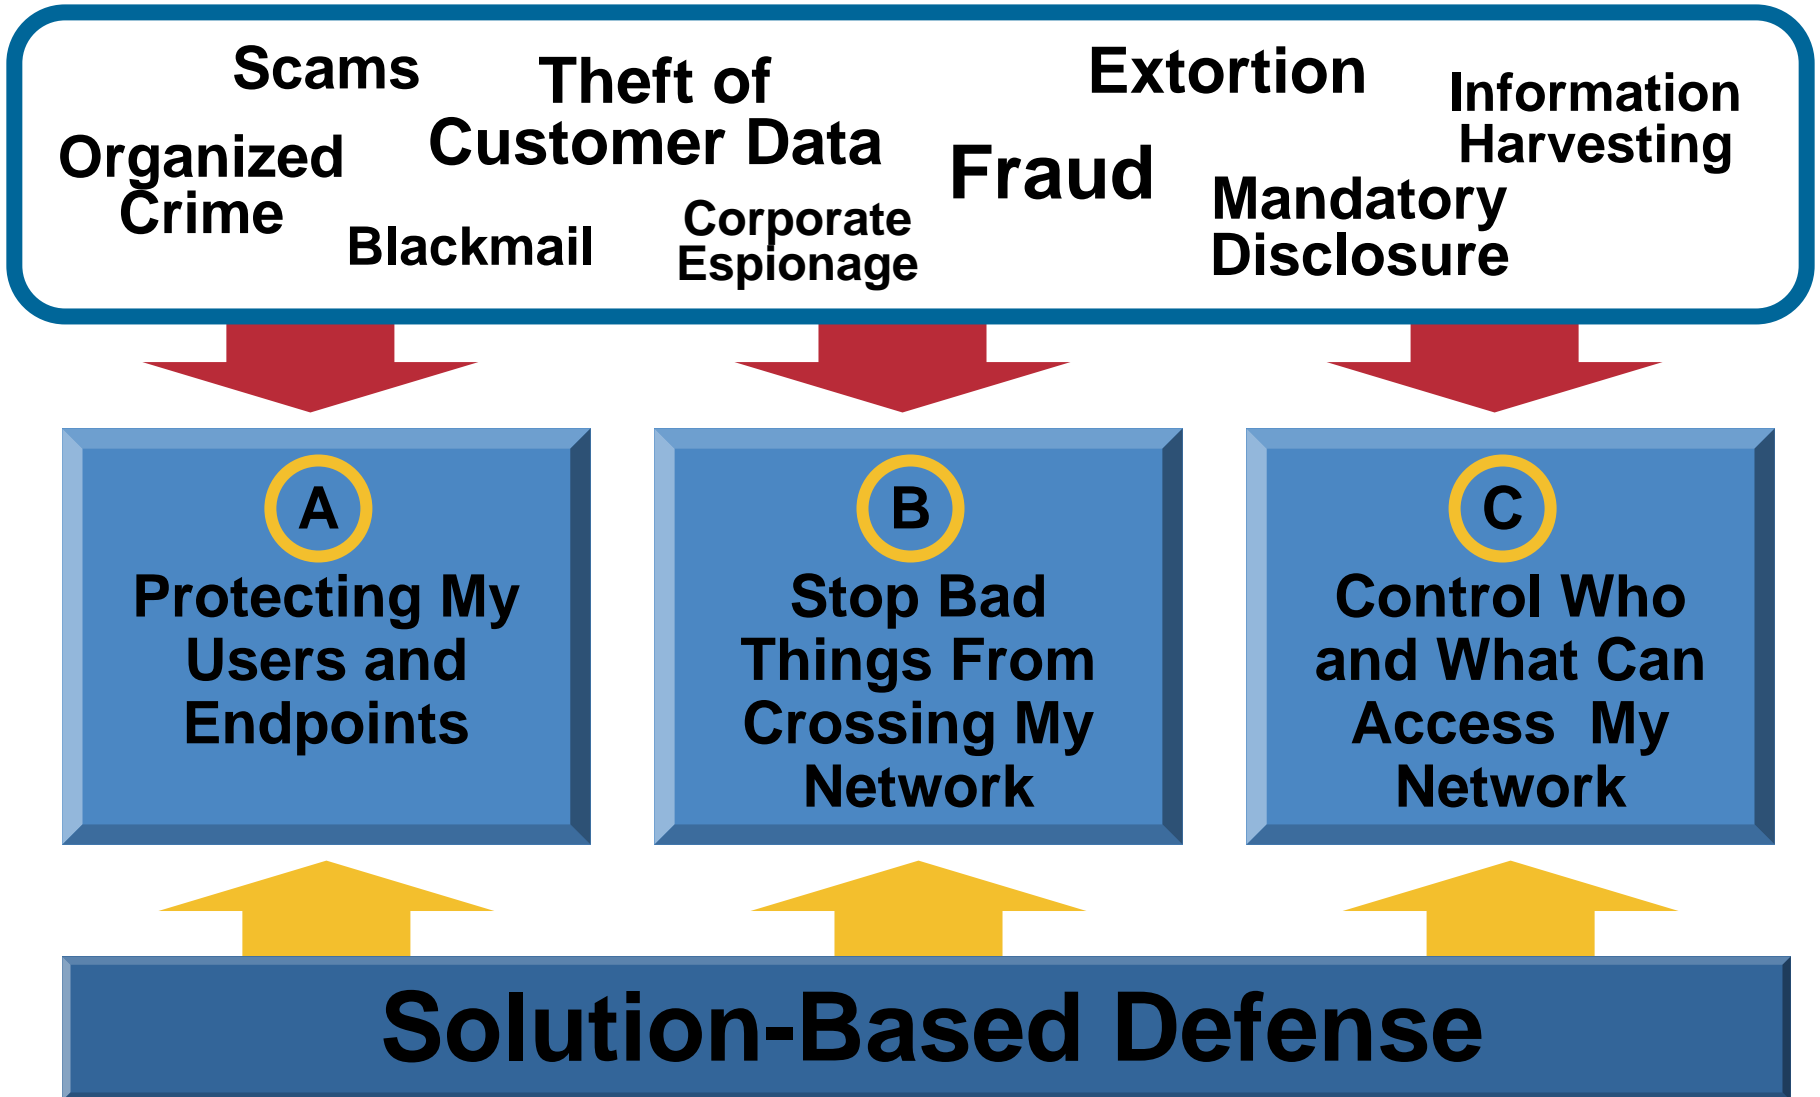 Scams
Theft of
Customer Data
Extortion
Information
Harvesting
Organized
Crime
Fraud
Mandatory
Disclosure
Blackmail
Corporate
Espionage
A
Protecting My
Users and
Endpoints
B
Stop Bad
Things From
Crossing My
Network
C
Control Who
and What Can
Access  My
Network
Solution-Based Defense